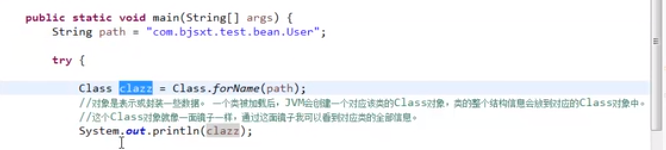 public static void main(String[] args) {
String path = "com.bjsxt.test.bean.User";
try {
Class clazz = Class.forName(path);
//对象是表示或封装一些数据。 一个类被加载后，JVM会创建一个对应该类的Class对象，类的整个结构信息会放到对应的Class对象中。
//这个Class对象就像一面镜子一样，通过这面镜子我可以看到对应类的全部信息。
System.out.println(clazz);